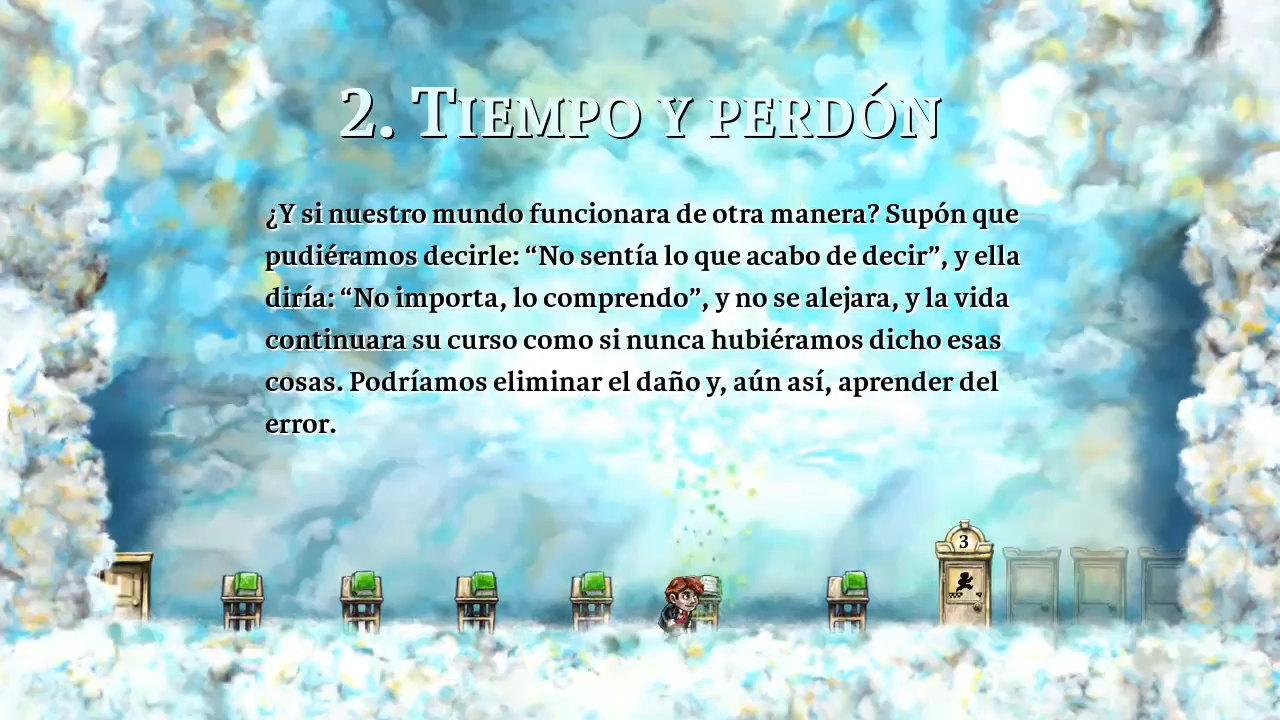 2. Tiempo y perdón
¿Y si nuestro mundo funcionara de otra manera? Supón que
pudiéramos decirle: “No sentía lo que acabo de decir”, y ella
diría: “No importa, lo comprendo”, y no se alejara, y la vida
continuara su curso como si nunca hubiéramos dicho esas
cosas. Podríamos eliminar el daño y, aún así, aprender del
error.
3